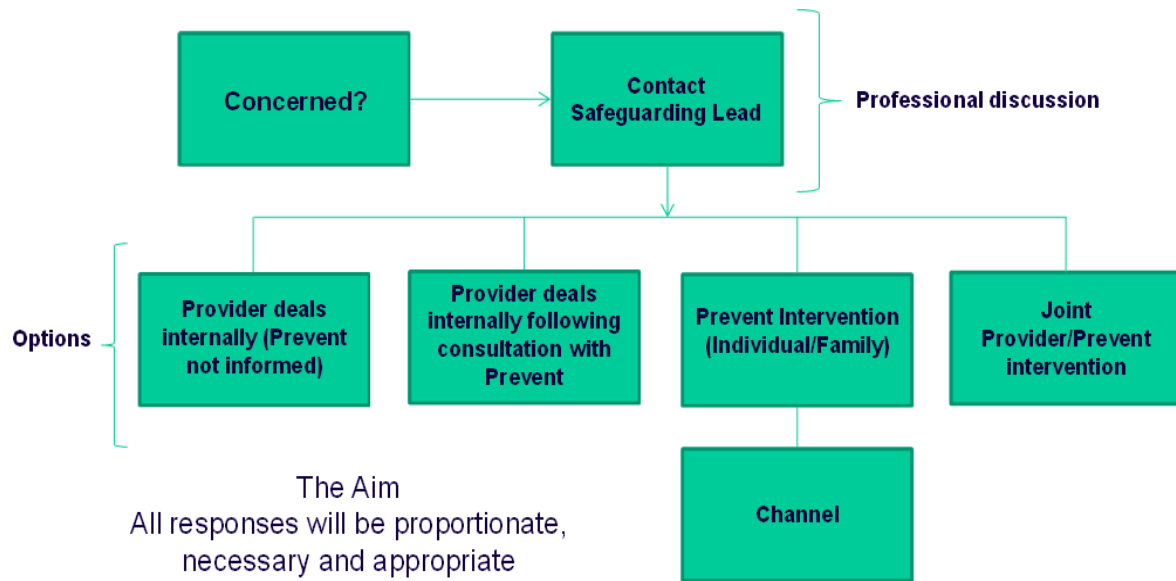 Concerned?
Contact
Safeguarding Lead
Professional discussion
Options
Provider deals
internally (Prevent
not informed)
Provider deals
internally following
consultation with
Prevent
Prevent Intervention
(Individual/Family)
Joint
Provider/Prevent
intervention
Channel
The Aim
All responses will be proportionate,
necessary and appropriate